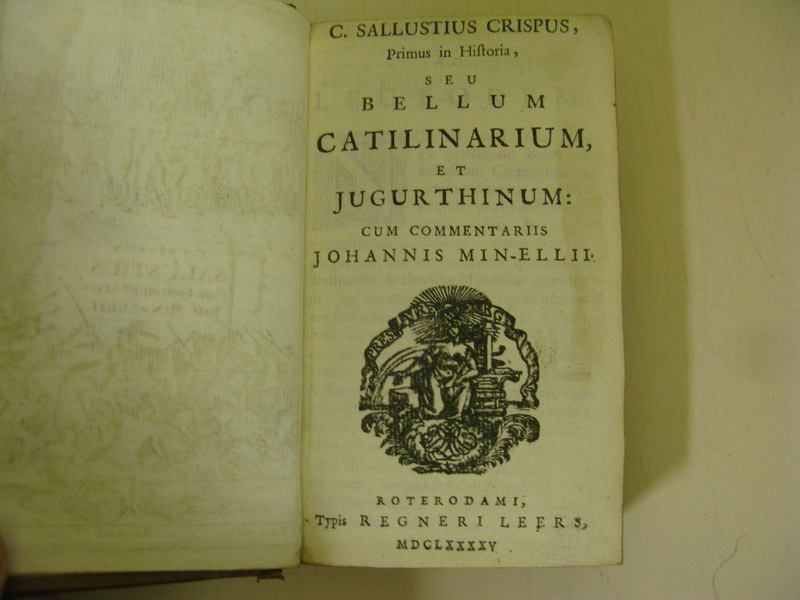 C. SALLUSTIUS CRISPUS,
Primus in Hiſtoria,
SEU
BELLUM
CATILINARIUM,
ET
JUGURTHINUM:
CUM COMMENTARIIS
JOHANNIS MIN-ELLII.
ROTERODAMI,
Typis REGNERI LEERS,
MDCLXXXXV